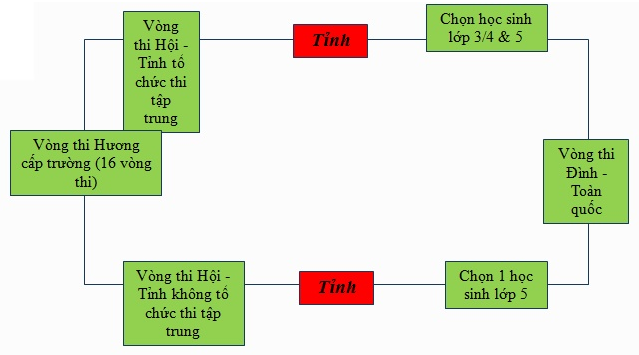 Vòng
thi Hội -
Tỉnh tố
chức thi
tập
trung
Tỉnh
Chọn học sinh
lớp 3/4 & 5
Vòng thi Hương
cấp trường (16 vòng
thi)
Vòng thi
Đình -
Toàn
quốc
Vòng thi Hội -
Tỉnh không tố
chức thi tập
trung
Tỉnh
Chọn 1 học
sinh lớp 5